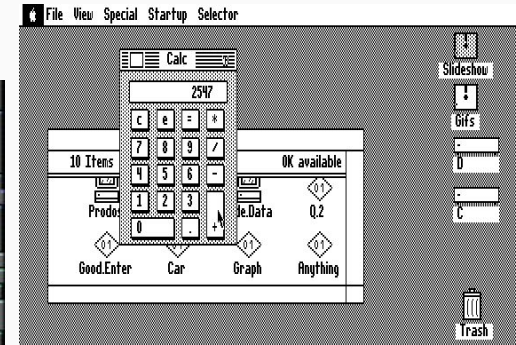 File View Special Startup Selector
Calc
2547
c e = *
7 8 9 /
4 5 6 -
1 2 3
0 . +
10 Items
0K available
Prodos
e.Data
Q.2
Good.Enter
Car
Graph
Anything
Slideshow
Gifs
D
C
Trash